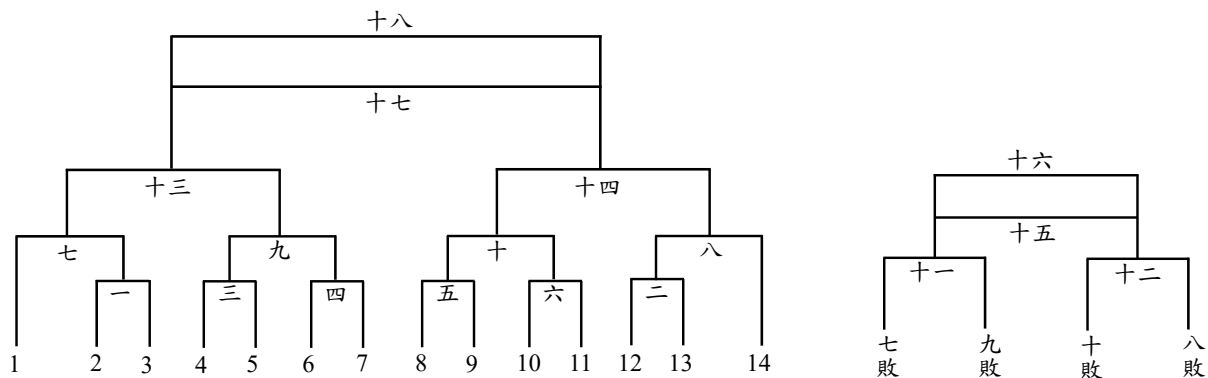 十八
十七
十三
十四
七
九
十
八
一
三
四
五
六
二
1 2 3 4 5 6 7 8 9 10 11 12 13 14
十六
十五
十一
十二
七敗
九敗
十敗
八敗